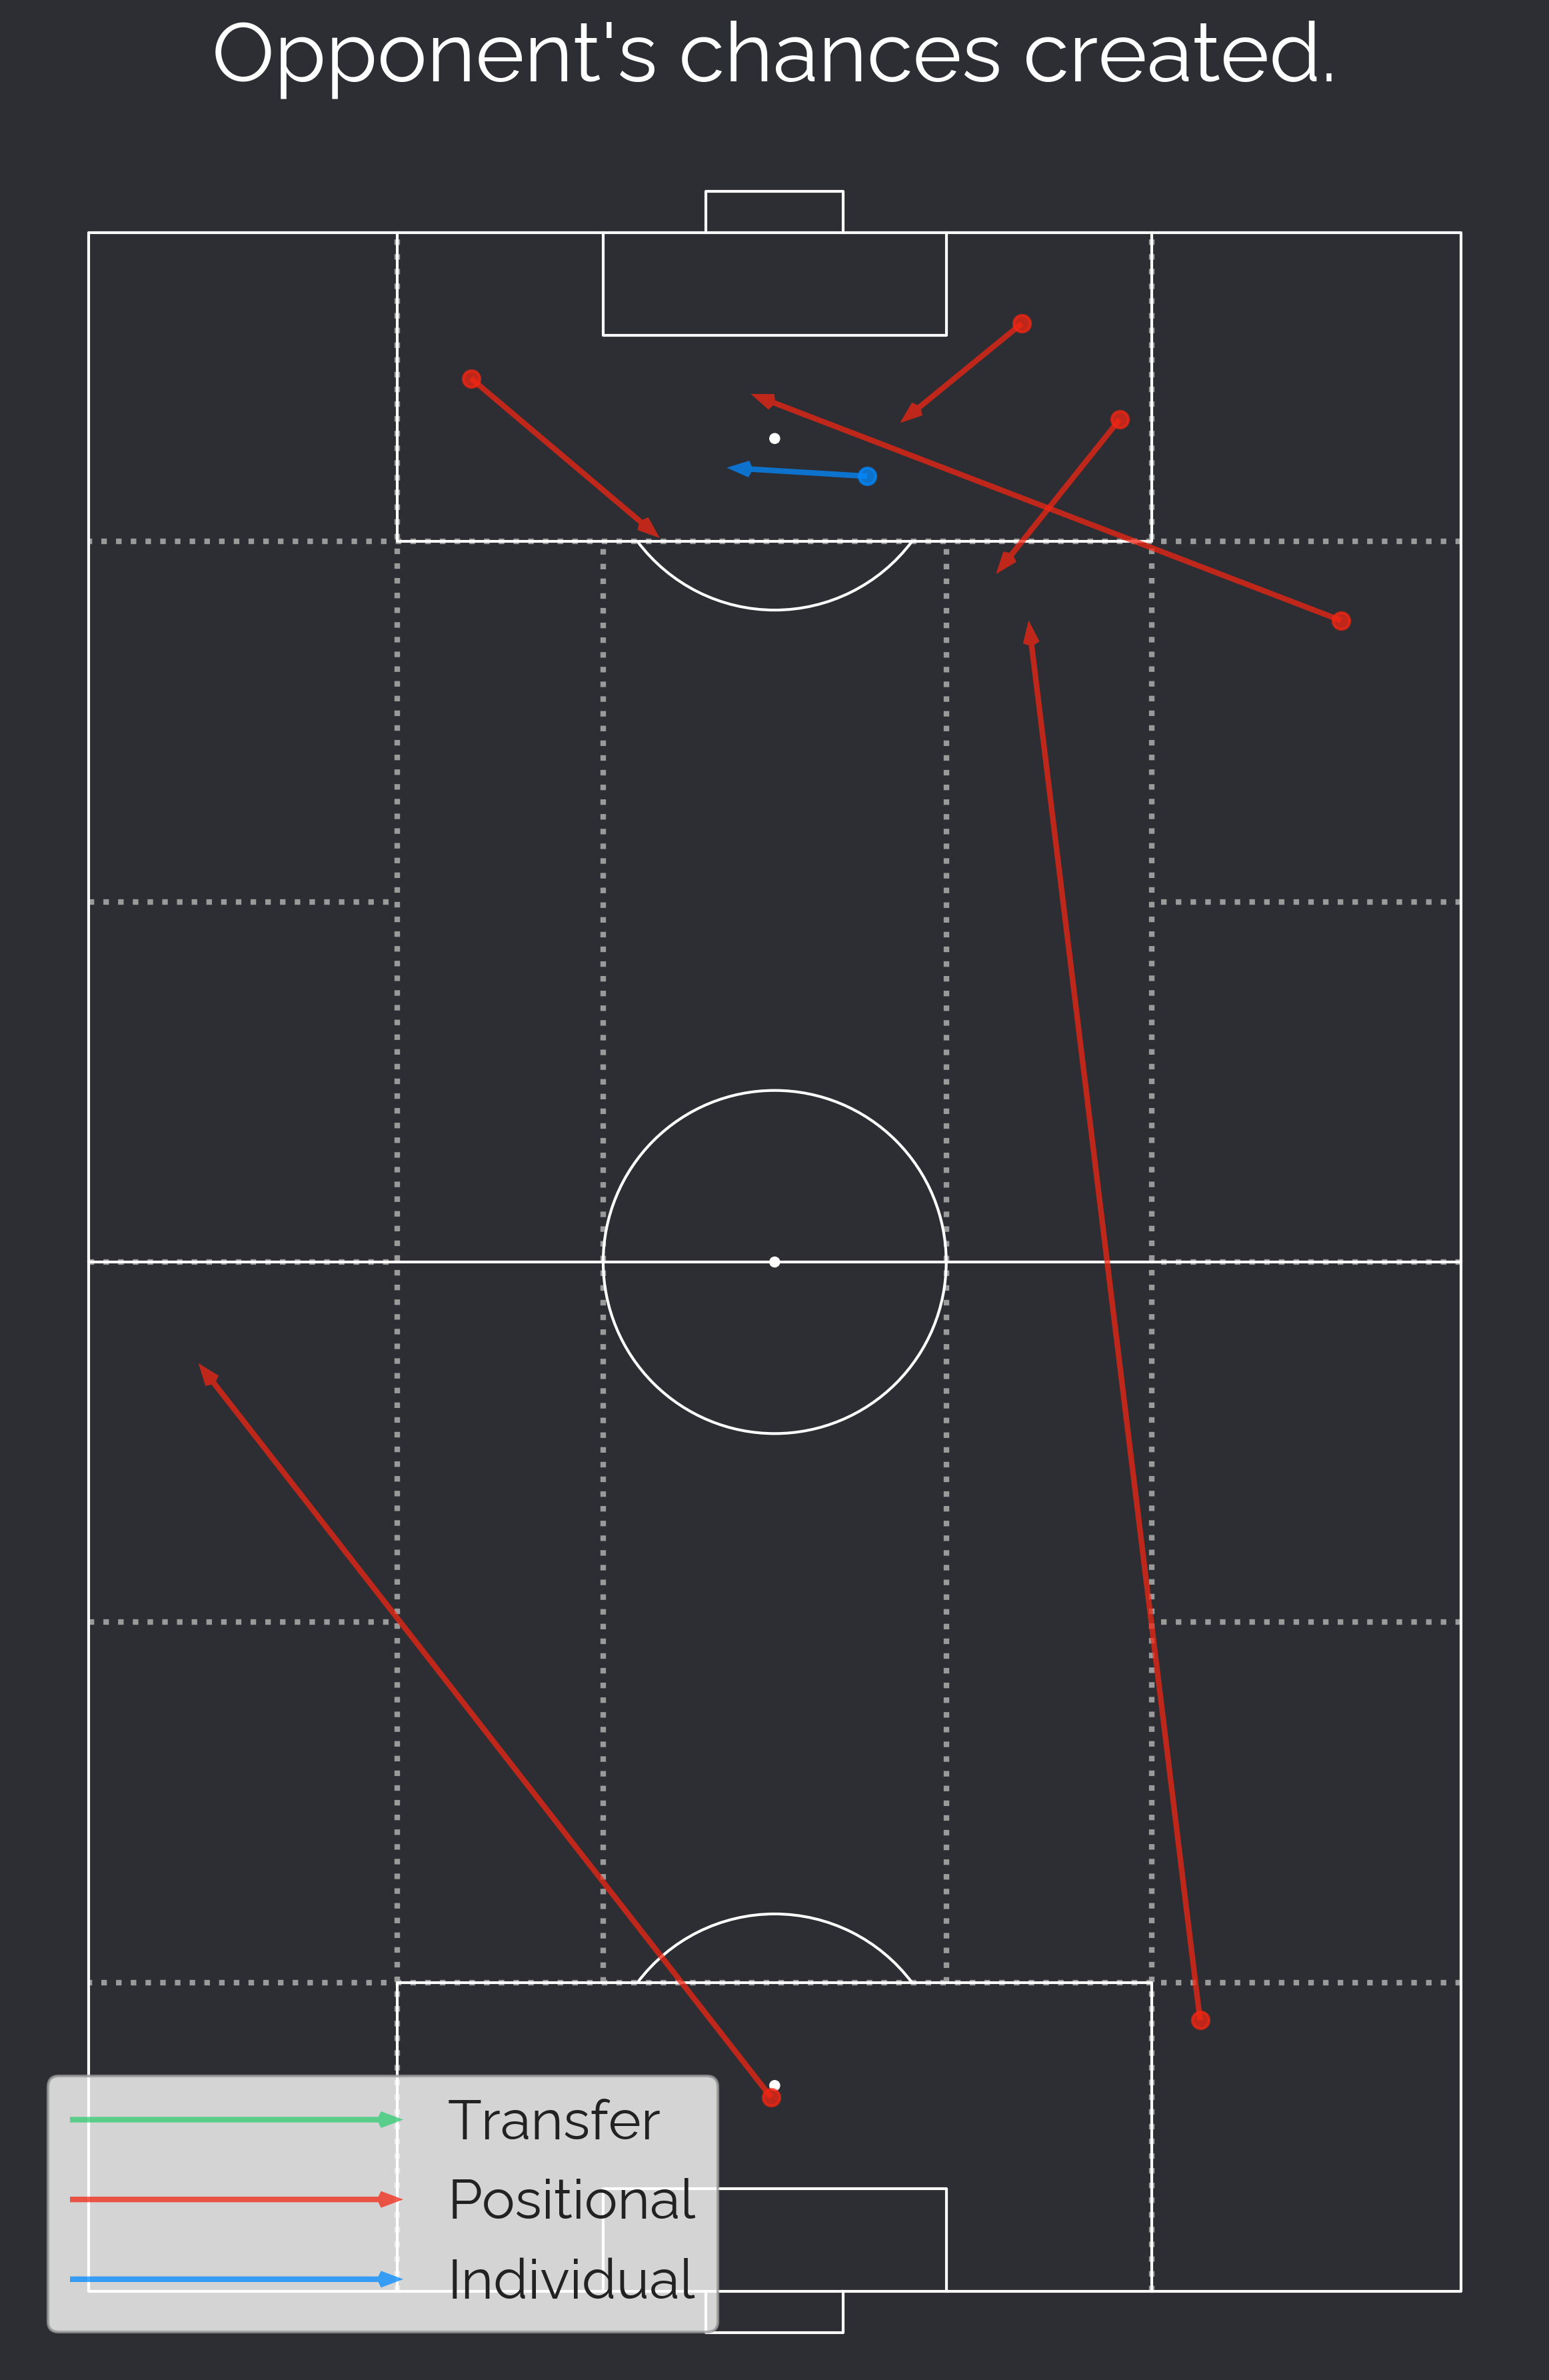 Opponent's chances created.
Transfer
Positional
Individual